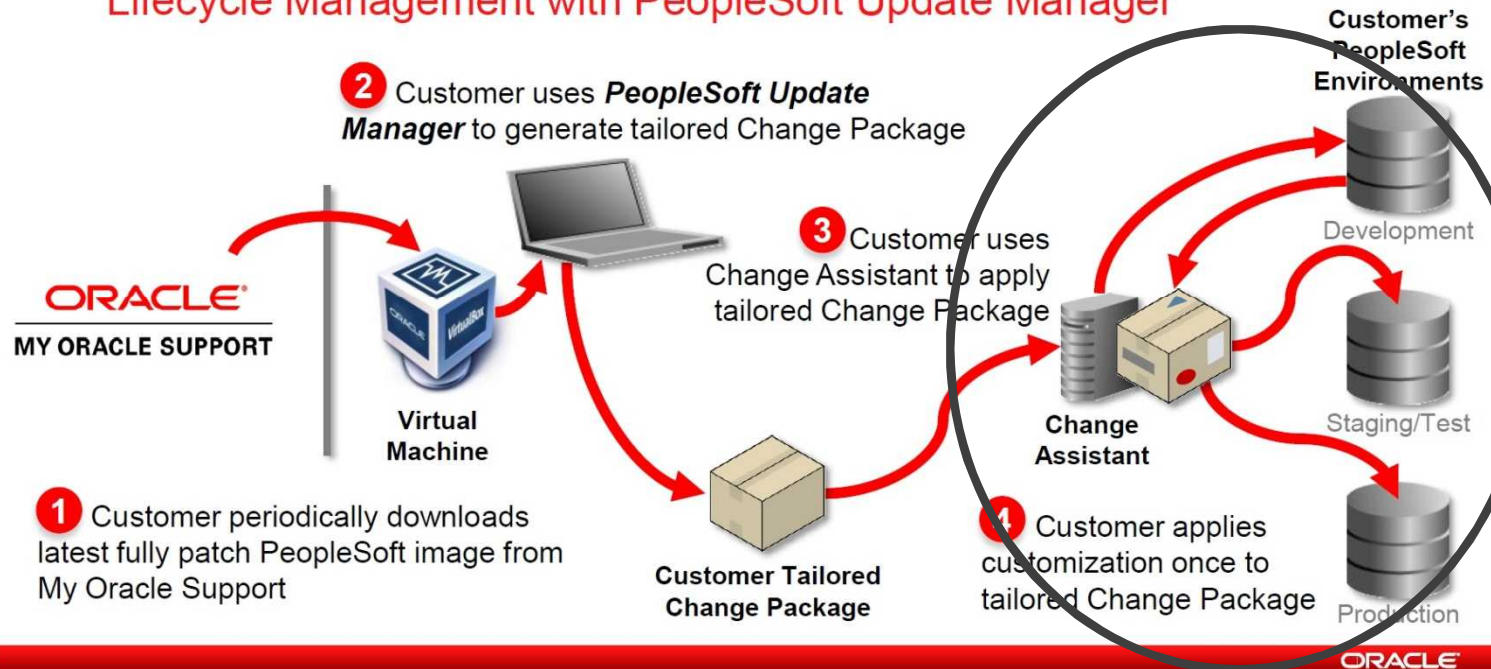 Lifecycle Management with PeopleSoft Update Manager
Customer's
PeopleSoft
Environments
2 Customer uses PeopleSoft Update
Manager to generate tailored Change Package
3 Customer uses
Change Assistant to apply
tailored Change Package
Development
ORACLE®
MY ORACLE SUPPORT
ORACLE
VirtualBox
Virtual
Machine
Change
Assistant
Staging/Test
1 Customer periodically downloads
latest fully patch PeopleSoft image from
My Oracle Support
Customer Tailored
Change Package
4 Customer applies
customization once to
tailored Change Package
Production
ORACLE®